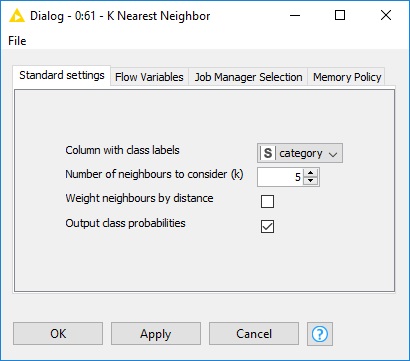 Dialog - 0:61 - K Nearest Neighbor
File
Standard settings Flow Variables Job Manager Selection Memory Policy
Column with class labels S category
Number of neighbours to consider (k) 5
Weight neighbours by distance
Output class probabilities
OK Apply Cancel ?